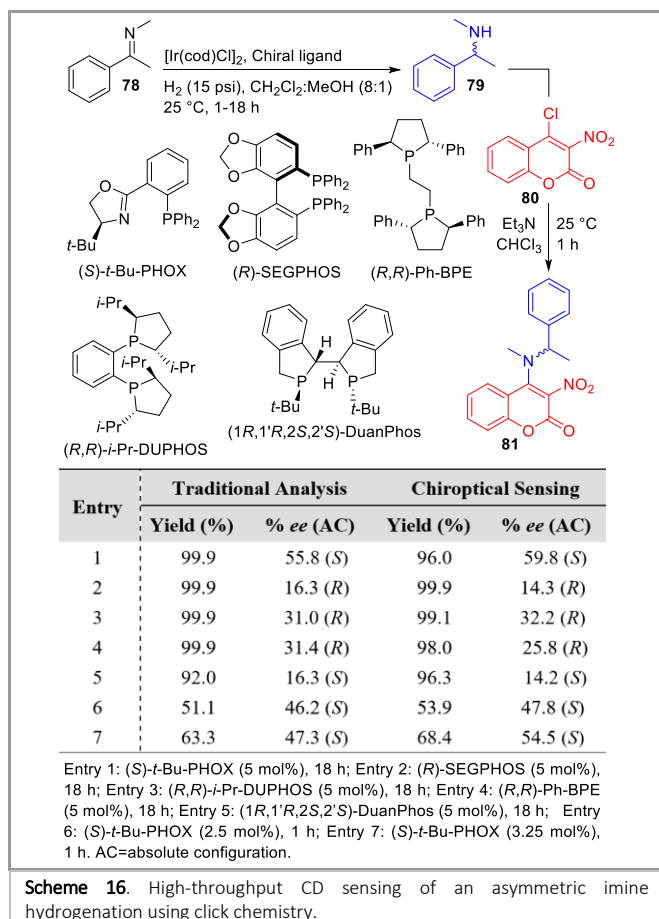 N
78
[Ir(cod)Cl]2, Chiral ligand
H2 (15 psi), CH2Cl2:MeOH (8:1)
25 °C, 1-18 h
NH
79
Cl
NO2
O
O
80
Et3N
CHCl3
25 °C
1 h
O
N
PPh2
t-Bu
(S)-t-Bu-PHOX
O
O
O
O
PPh2
PPh2
(R)-SEGPHOS
Ph
P
Ph
Ph
P
Ph
(R,R)-Ph-BPE
i-Pr
P
i-Pr
i-Pr
P
i-Pr
(R,R)-i-Pr-DUPHOS
H
H
P
P
t-Bu
t-Bu
(1R,1'R,2S,2'S)-DuanPhos
N
NO2
O
O
81
Entry Traditional Analysis Chiroptical Sensing
Yield (%) % ee (AC) Yield (%) % ee (AC)
1 99.9 55.8 (S) 96.0 59.8 (S)
2 99.9 16.3 (R) 99.9 14.3 (R)
3 99.9 31.0 (R) 99.1 32.2 (R)
4 99.9 31.4 (R) 98.0 25.8 (R)
5 92.0 16.3 (S) 96.3 14.2 (S)
6 51.1 46.2 (S) 53.9 47.8 (S)
7 63.3 47.3 (S) 68.4 54.5 (S)
Entry 1: (S)-t-Bu-PHOX (5 mol%), 18 h; Entry 2: (R)-SEGPHOS (5 mol%),
18 h; Entry 3: (R,R)-i-Pr-DUPHOS (5 mol%), 18 h; Entry 4: (R,R)-Ph-BPE
(5 mol%), 18 h; Entry 5: (1R,1'R,2S,2'S)-DuanPhos (5 mol%), 18 h; Entry
6: (S)-t-Bu-PHOX (2.5 mol%), 1 h; Entry 7: (S)-t-Bu-PHOX (3.25 mol%),
1 h. AC=absolute configuration.
Scheme 16. High-throughput CD sensing of an asymmetric imine
hydrogenation using click chemistry.